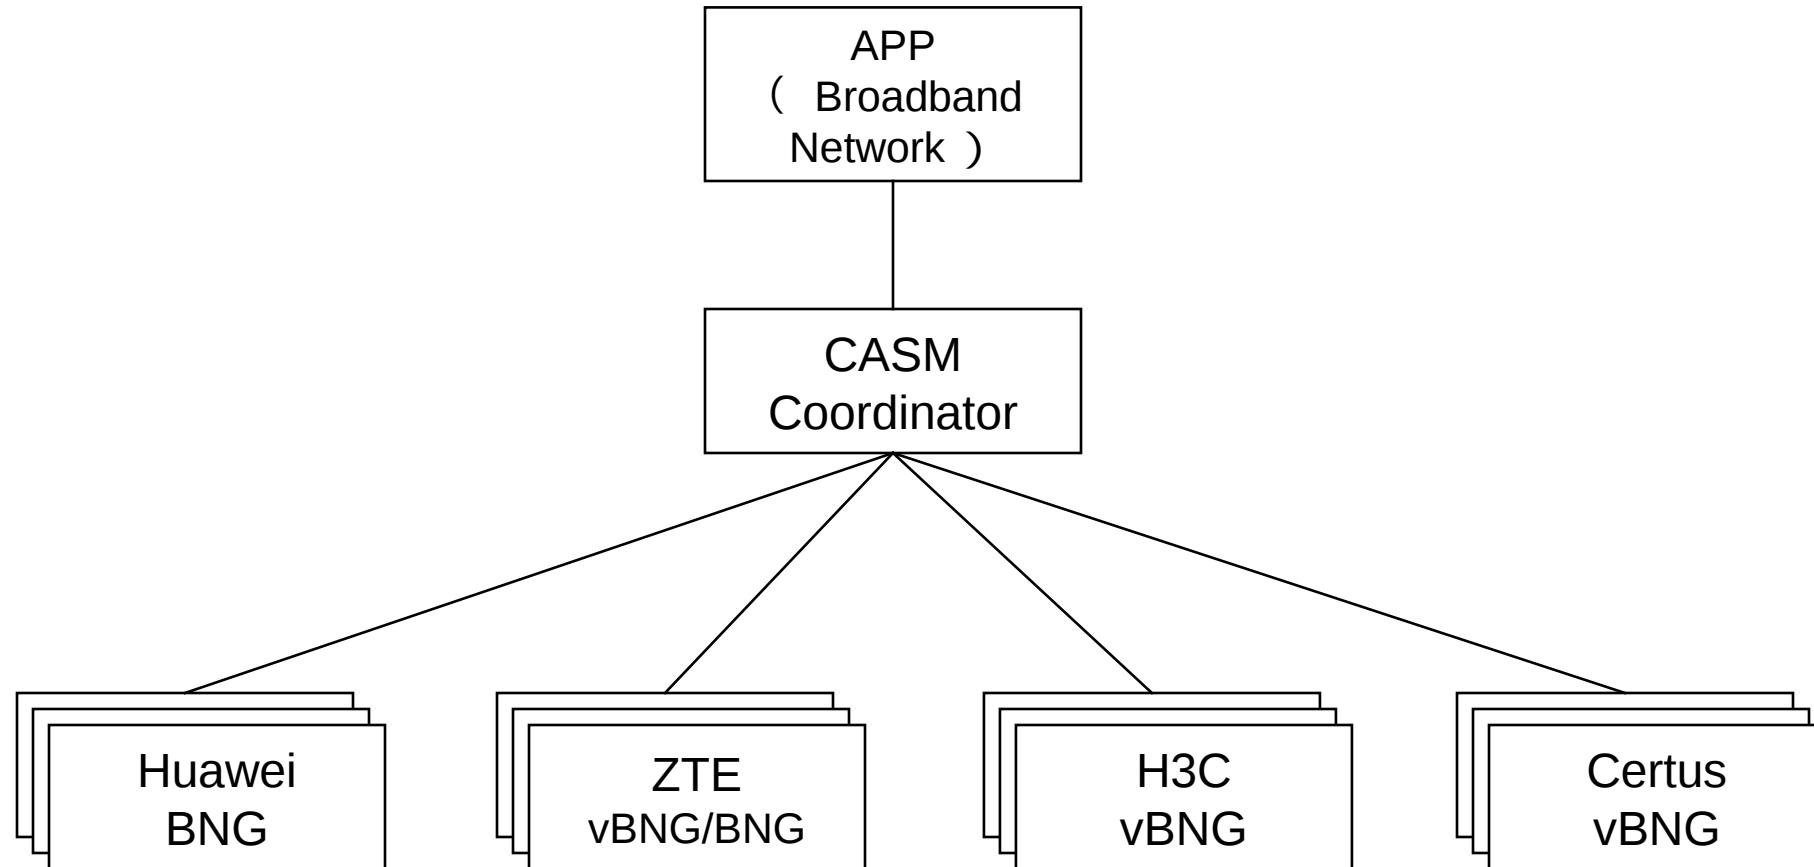 APP
( Broadband
Network )
CASM
Coordinator
Huawei
BNG
ZTE
vBNG/BNG
H3C
vBNG
Certus
vBNG